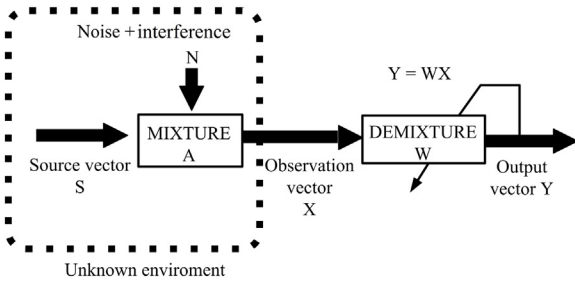 Noise + interference
N
Y = WX
MIXTURE
A
DEMIXTURE
W
Source vector
S
Observation
vector
X
Output
vector Y
Unknown enviroment